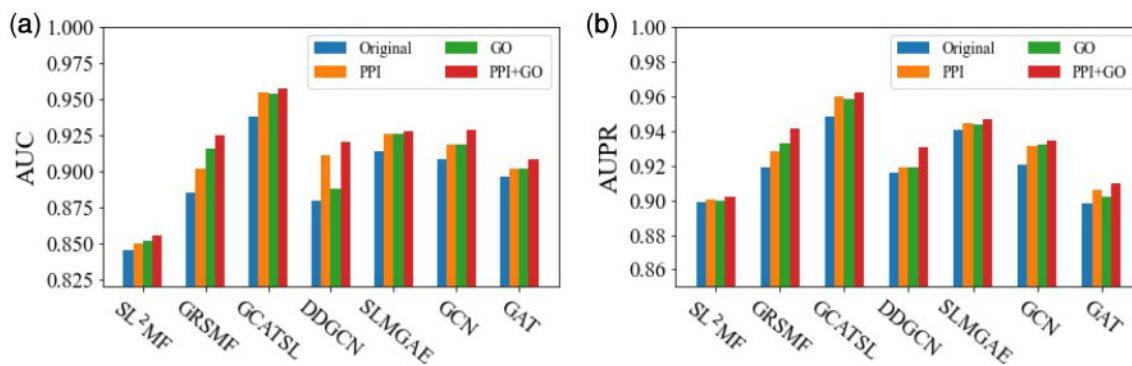 (a)
AUC
1.000
0.975
0.950
0.925
0.900
0.875
0.850
0.825
Original
PPI
GO
PPI+GO
SL²MF
GRSMF
GCATSL
DDGCN
SLMGAE
GCN
GAT
(b)
AUPR
1.00
0.98
0.96
0.94
0.92
0.90
0.88
0.86
Original
PPI
GO
PPI+GO
SL²MF
GRSMF
GCATSL
DDGCN
SLMGAE
GCN
GAT